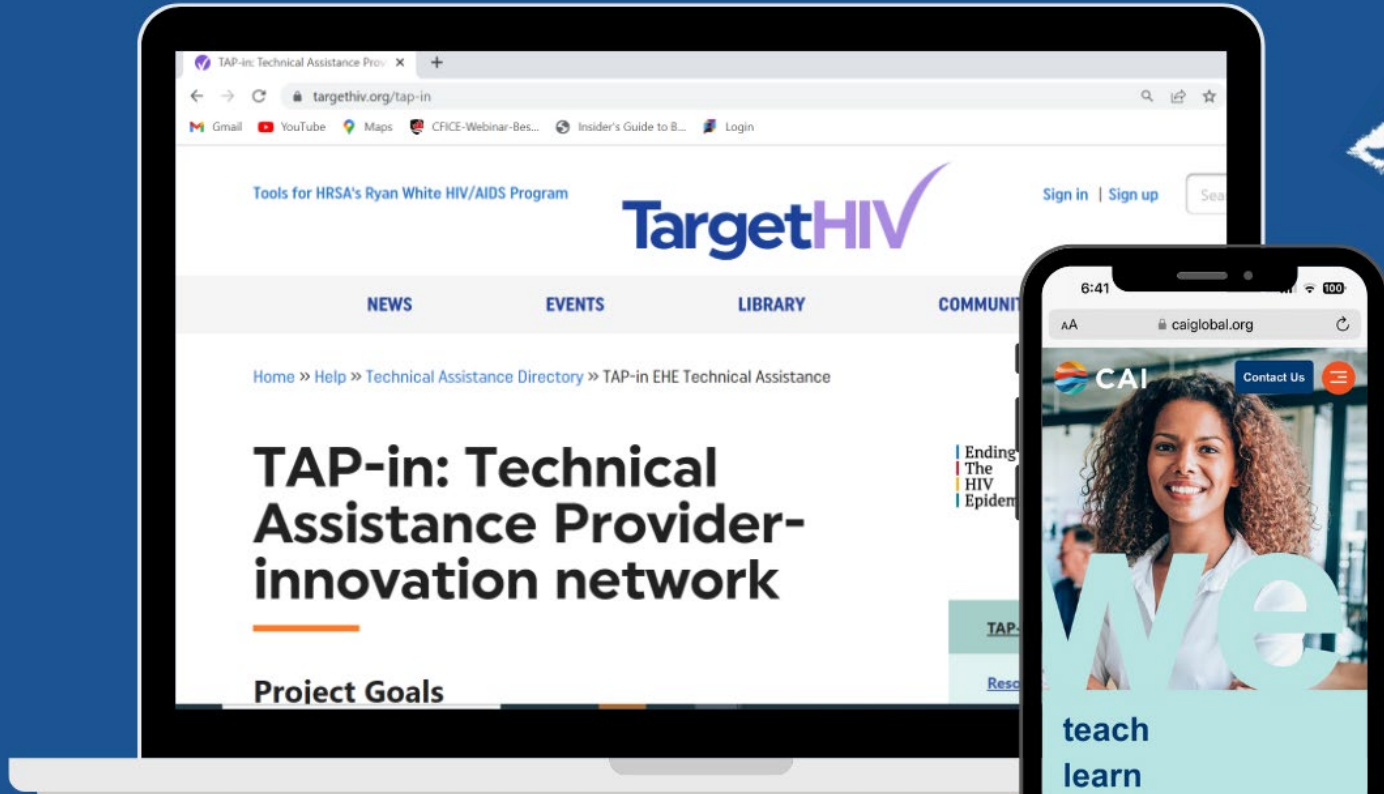 TAP-in: Technical Assistance Prov
targethiv.org/tap-in
Gmail YouTube Maps CFICE-Webinar-Bes... Insider's Guide to B... Login
Tools for HRSA's Ryan White HIV/AIDS Program
TargetHIV
Sign in | Sign up
Sea
NEWS EVENTS LIBRARY COMMUNIT
Home » Help » Technical Assistance Directory » TAP-in EHE Technical Assistance
TAP-in: Technical
Assistance Provider-
innovation network
Project Goals
Ending
The
HIV
Epidem
TAP-
Reso
6:41
100
AA caiglobal.org
CAI
Contact Us
we
teach
learn